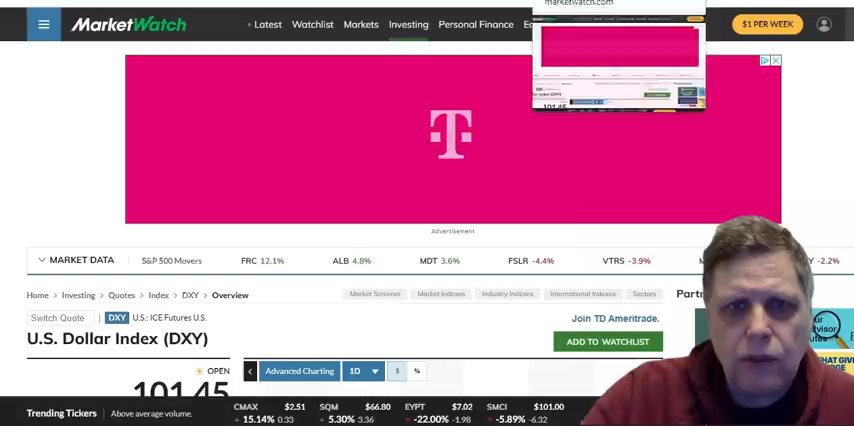 marketwatch.com
MarketWatch
Latest Watchlist Markets Investing Personal Finance
$1 PER WEEK
T
Advertisement
MARKET DATA S&P 500 Movers FRC 12.1% ALB 4.8% MDT 3.6% FSLR -4.4% VTRS -3.9% -2.2%
Home > Investing > Quotes > Index > DXY > Overview
Market Screener Market Indexes Industry Indexes International Indexes Sectors
Switch Quote | DXY U.S.: ICE Futures U.S.
Join TD Ameritrade.
U.S. Dollar Index (DXY)
ADD TO WATCHLIST
OPEN
Advanced Charting 1D %
101.45
Trending Tickers Above average volume.
CMAX $2.51 SQM $66.80 EYPT $7.02 SMCI $101.00
15.14% 0.33 5.30% 3.36 -22.00% -1.98 -5.89% -6.32